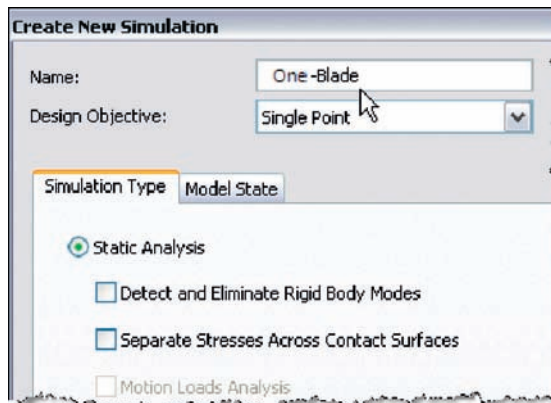 Create New Simulation
Name:
One-Blade
Design Objective:
Single Point
Simulation Type
Model State
Static Analysis
Detect and Eliminate Rigid Body Modes
Separate Stresses Across Contact Surfaces
Motion Loads Analysis